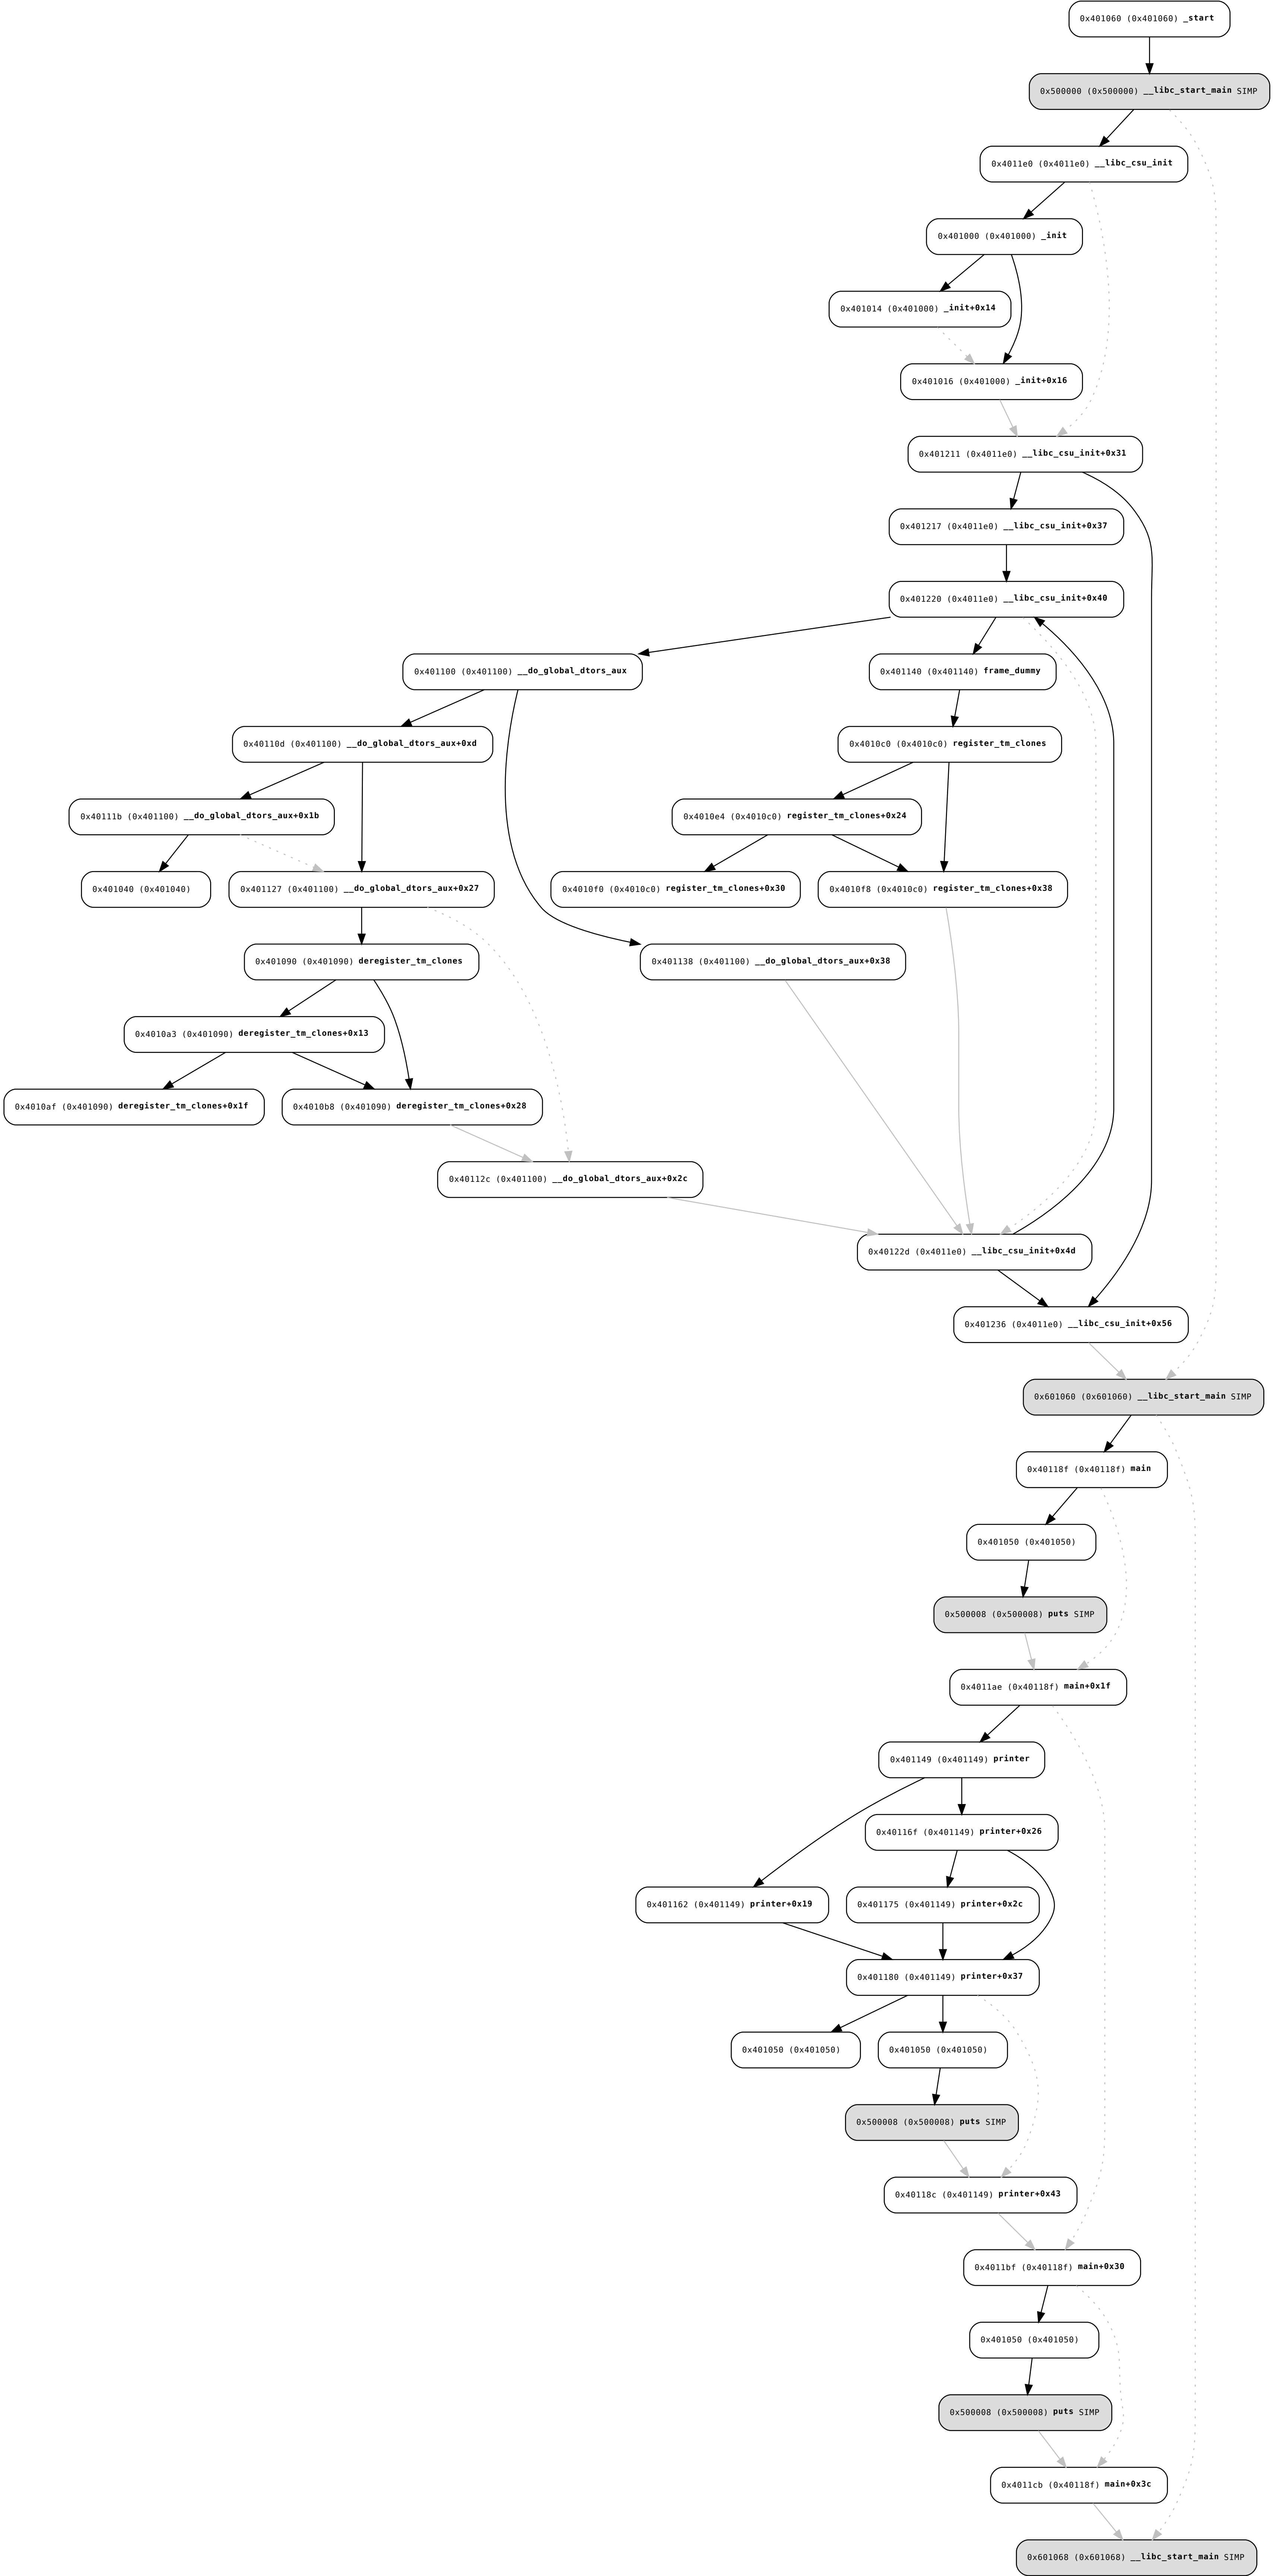 0x401060 (0x401060) _start
0x500000 (0x500000) __libc_start_main SIMP
0x4011e0 (0x4011e0) __libc_csu_init
0x401000 (0x401000) _init
0x401014 (0x401000) _init+0x14
0x401016 (0x401000) _init+0x16
0x401211 (0x4011e0) __libc_csu_init+0x31
0x401217 (0x4011e0) __libc_csu_init+0x37
0x401220 (0x4011e0) __libc_csu_init+0x40
0x401100 (0x401100) __do_global_dtors_aux
0x401140 (0x401140) frame_dummy
0x40110d (0x401100) __do_global_dtors_aux+0xd
0x4010c0 (0x4010c0) register_tm_clones
0x40111b (0x401100) __do_global_dtors_aux+0x1b
0x4010e4 (0x4010c0) register_tm_clones+0x24
0x401040 (0x401040)
0x401127 (0x401100) __do_global_dtors_aux+0x27
0x4010f0 (0x4010c0) register_tm_clones+0x30
0x4010f8 (0x4010c0) register_tm_clones+0x38
0x401090 (0x401090) deregister_tm_clones
0x401138 (0x401100) __do_global_dtors_aux+0x38
0x4010a3 (0x401090) deregister_tm_clones+0x13
0x4010af (0x401090) deregister_tm_clones+0x1f
0x4010b8 (0x401090) deregister_tm_clones+0x28
0x40112c (0x401100) __do_global_dtors_aux+0x2c
0x40122d (0x4011e0) __libc_csu_init+0x4d
0x401236 (0x4011e0) __libc_csu_init+0x56
0x601060 (0x601060) __libc_start_main SIMP
0x40118f (0x40118f) main
0x401050 (0x401050)
0x500008 (0x500008) puts SIMP
0x4011ae (0x40118f) main+0x1f
0x401149 (0x401149) printer
0x40116f (0x401149) printer+0x26
0x401162 (0x401149) printer+0x19
0x401175 (0x401149) printer+0x2c
0x401180 (0x401149) printer+0x37
0x401050 (0x401050)
0x401050 (0x401050)
0x500008 (0x500008) puts SIMP
0x40118c (0x401149) printer+0x43
0x4011bf (0x40118f) main+0x30
0x401050 (0x401050)
0x500008 (0x500008) puts SIMP
0x4011cb (0x40118f) main+0x3c
0x601068 (0x601068) __libc_start_main SIMP